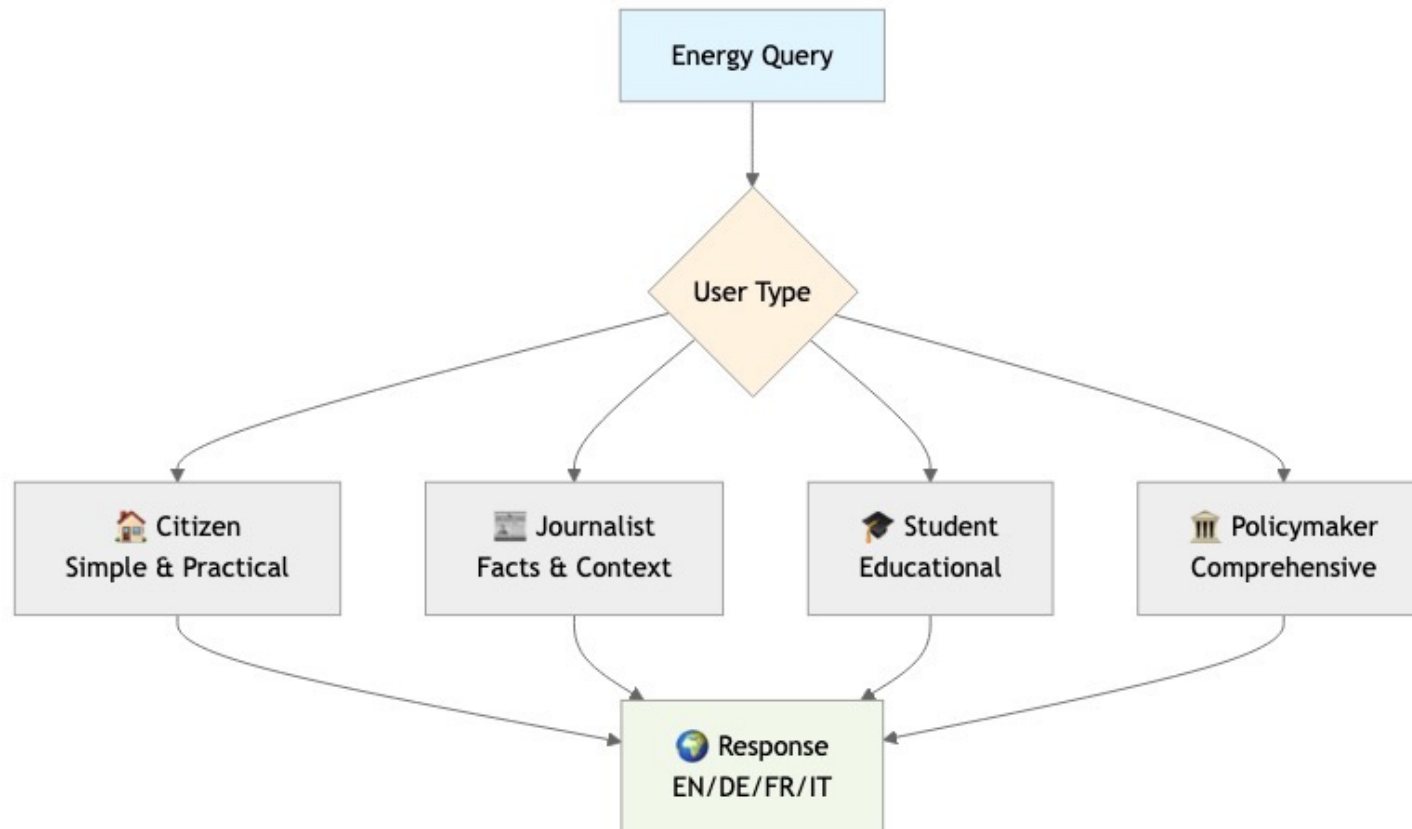 Energy Query
User Type
🏠 Citizen
Simple & Practical
📰 Journalist
Facts & Context
🎓 Student
Educational
🏛️ Policymaker
Comprehensive
🌍 Response
EN/DE/FR/IT